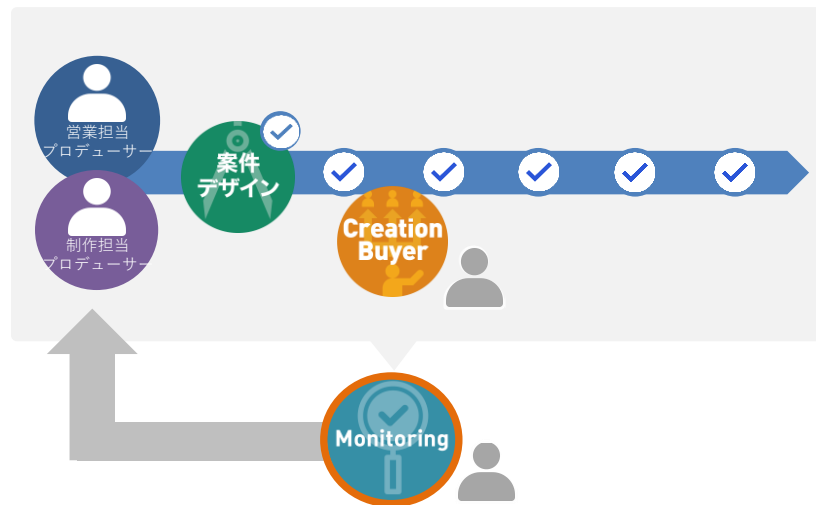 営業担当
プロデューサー
案件
デザイン
制作担当
プロデューサー
Creation
Buyer
Monitoring